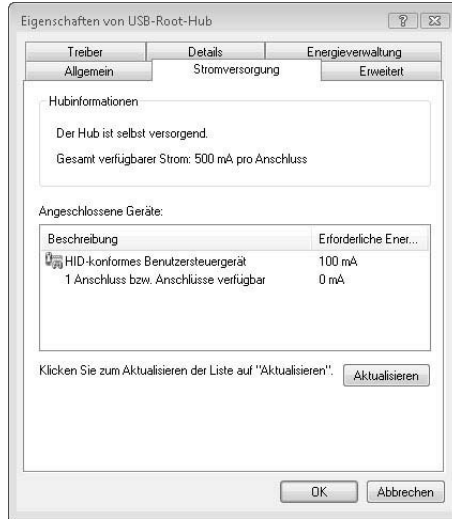 Eigenschaften von USB-Root-Hub
Treiber Details Energieverwaltung
Allgemein Stromversorgung Erweitert
Hubinformationen
Der Hub ist selbst versorgend.
Gesamt verfügbarer Strom: 500 mA pro Anschluss
Angeschlossene Geräte:
Beschreibung Erforderliche Ener...
HID-konformes Benutzersteuergerät 100 mA
1 Anschluss bzw. Anschlüsse verfügbar 0 mA
Klicken Sie zum Aktualisieren der Liste auf "Aktualisieren". Aktualisieren
OK Abbrechen